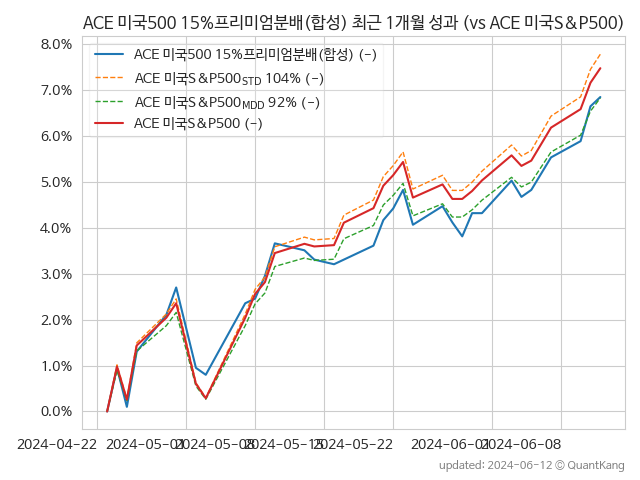 ACE 미국500 15%프리미엄분배(합성) 최근 1개월 성과 (vs ACE 미국S&P500)
8.0%
7.0%
6.0%
5.0%
4.0%
3.0%
2.0%
1.0%
0.0%
ACE 미국500 15%프리미엄분배(합성) (-)
ACE 미국S&P500STD 104% (-)
ACE 미국S&P500MDD 92% (-)
ACE 미국S&P500 (-)
2024-04-22 2024-05-01 2024-05-08 2024-05-15 2024-05-22 2024-06-01 2024-06-08
updated: 2024-06-12 © QuantKang